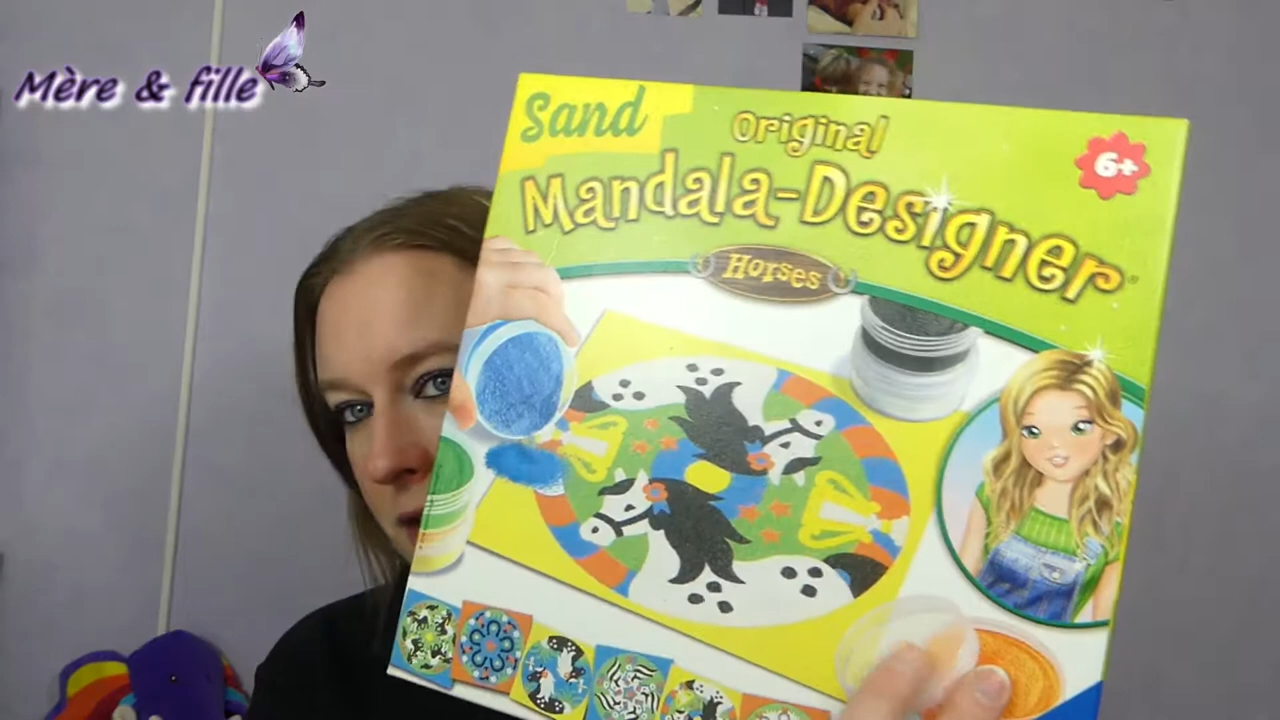 Mère & fille
Sand
Original
Mandala-Designer®
Horses
6+